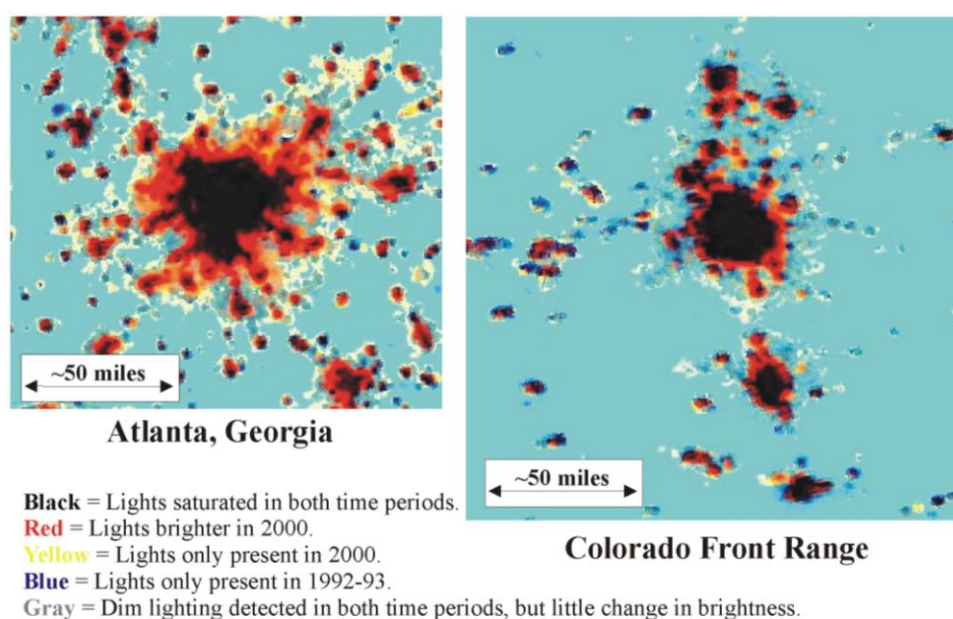 ~50 miles
Atlanta, Georgia
~50 miles
Colorado Front Range
Black = Lights saturated in both time periods.
Red = Lights brighter in 2000.
Yellow = Lights only present in 2000.
Blue = Lights only present in 1992-93.
Gray = Dim lighting detected in both time periods, but little change in brightness.